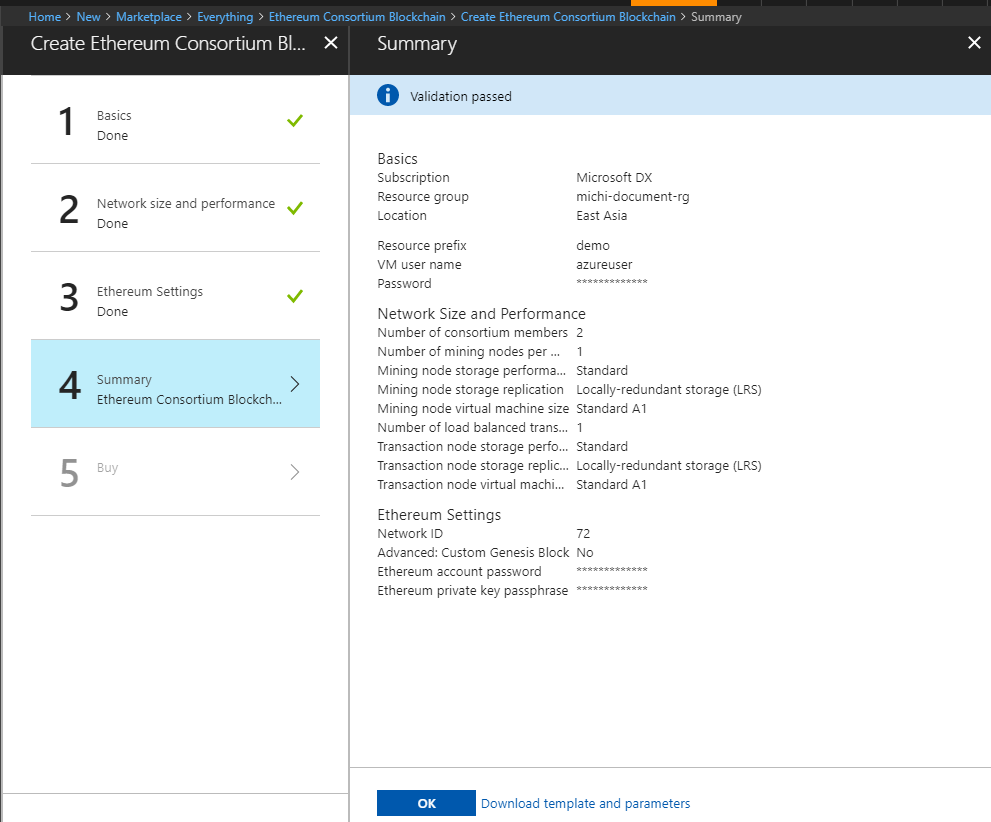 Home > New > Marketplace > Everything > Ethereum Consortium Blockchain > Create Ethereum Consortium Blockchain > Summary
Create Ethereum Consortium Bl...
1
Basics
Done
2
Network size and performance
Done
3
Ethereum Settings
Done
4
Summary
Ethereum Consortium Blockch...
5
Buy
Summary
Validation passed
Basics
Subscription Microsoft DX
Resource group michi-document-rg
Location East Asia
Resource prefix demo
VM user name azureuser
Password *************
Network Size and Performance
Number of consortium members 2
Number of mining nodes per ... 1
Mining node storage performa... Standard
Mining node storage replication Locally-redundant storage (LRS)
Mining node virtual machine size Standard A1
Number of load balanced trans... 1
Transaction node storage perfo... Standard
Transaction node storage replic... Locally-redundant storage (LRS)
Transaction node virtual machi... Standard A1
Ethereum Settings
Network ID 72
Advanced: Custom Genesis Block No
Ethereum account password *************
Ethereum private key passphrase *************
OK Download template and parameters